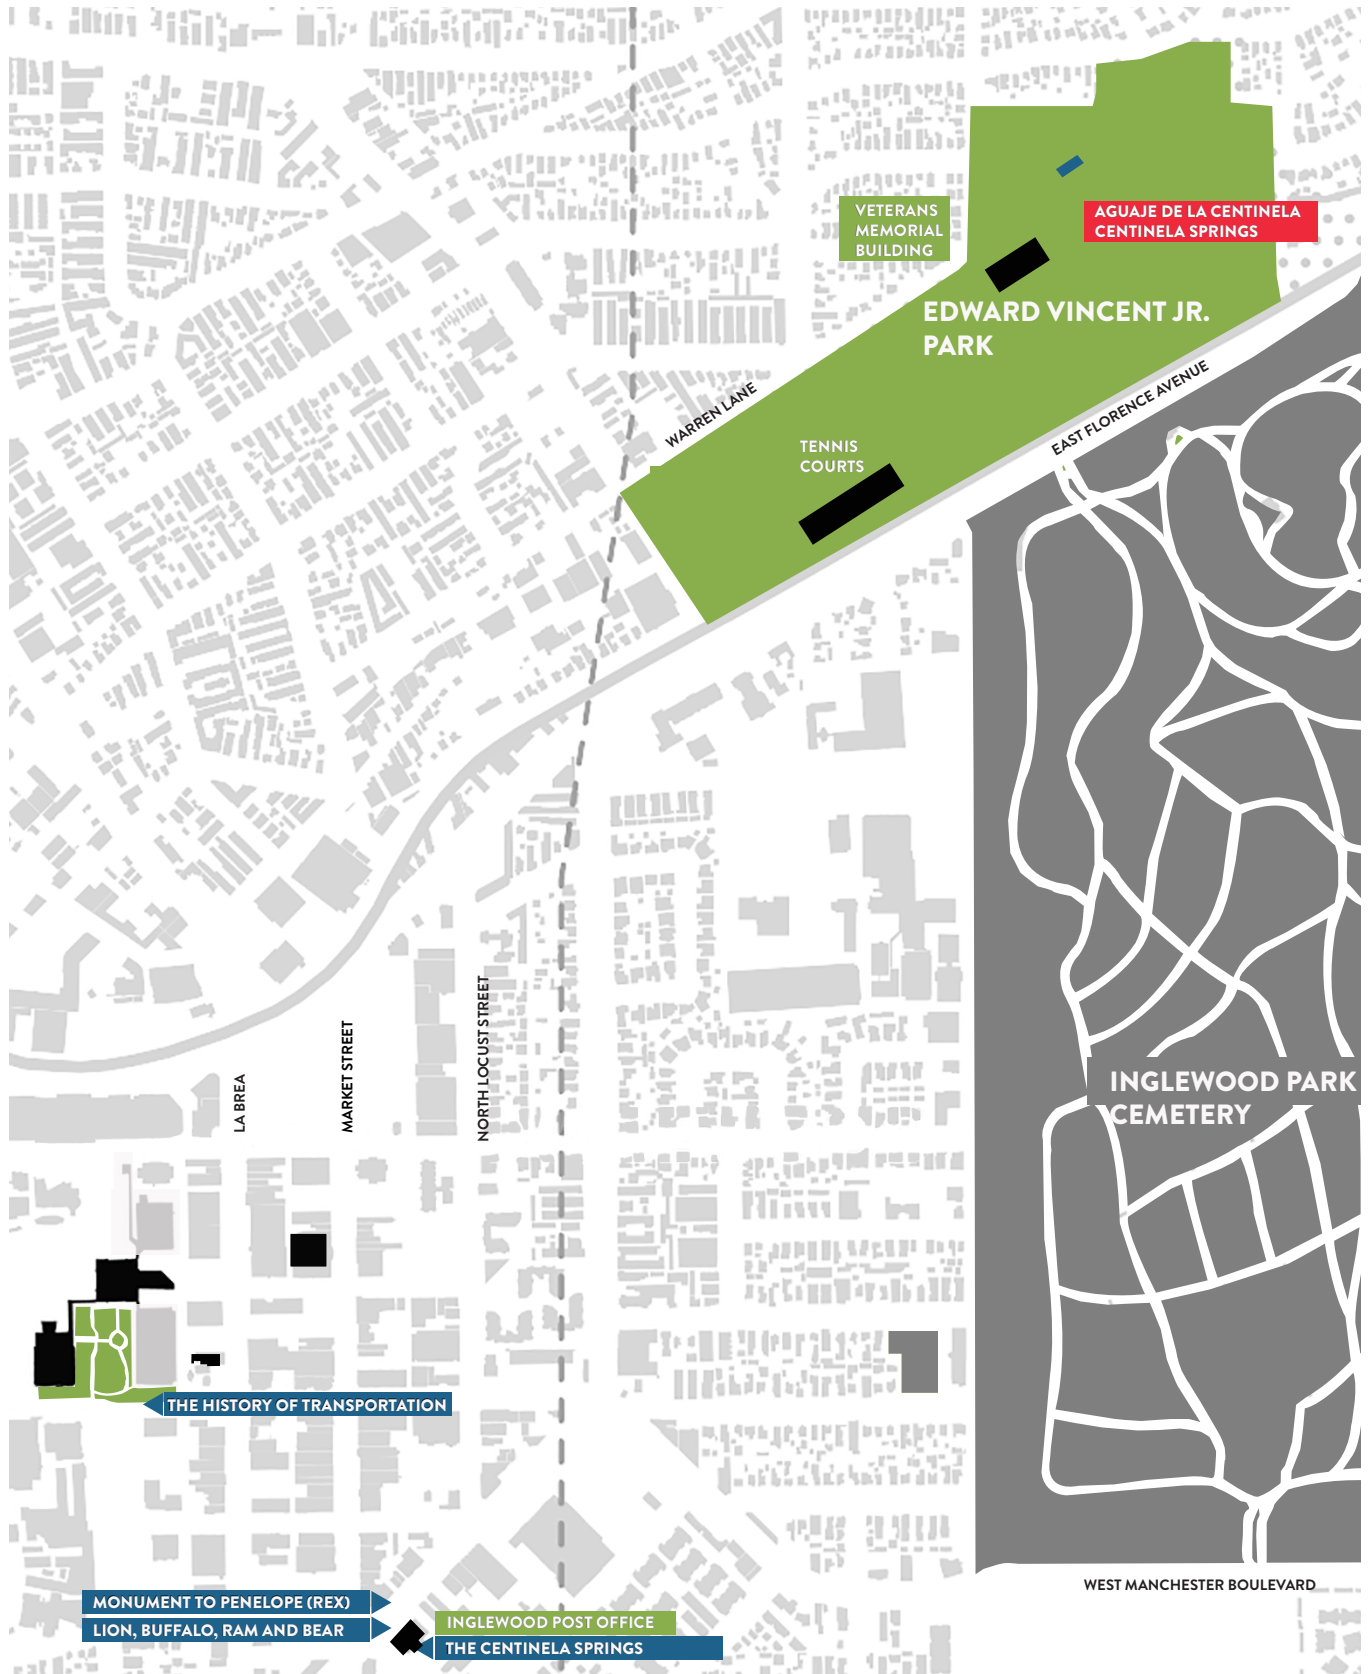 VETERANS
MEMORIAL
BUILDING
AGUAJE DE LA CENTINELA
CENTINELA SPRINGS
EDWARD VINCENT JR.
PARK
WARREN LANE
EAST FLORENCE AVENUE
TENNIS
COURTS
LA BREA
MARKET STREET
NORTH LOCUST STREET
INGLEWOOD PARK
CEMETERY
THE HISTORY OF TRANSPORTATION
WEST MANCHESTER BOULEVARD
MONUMENT TO PENELOPE (REX)
LION, BUFFALO, RAM AND BEAR
INGLEWOOD POST OFFICE
THE CENTINELA SPRINGS